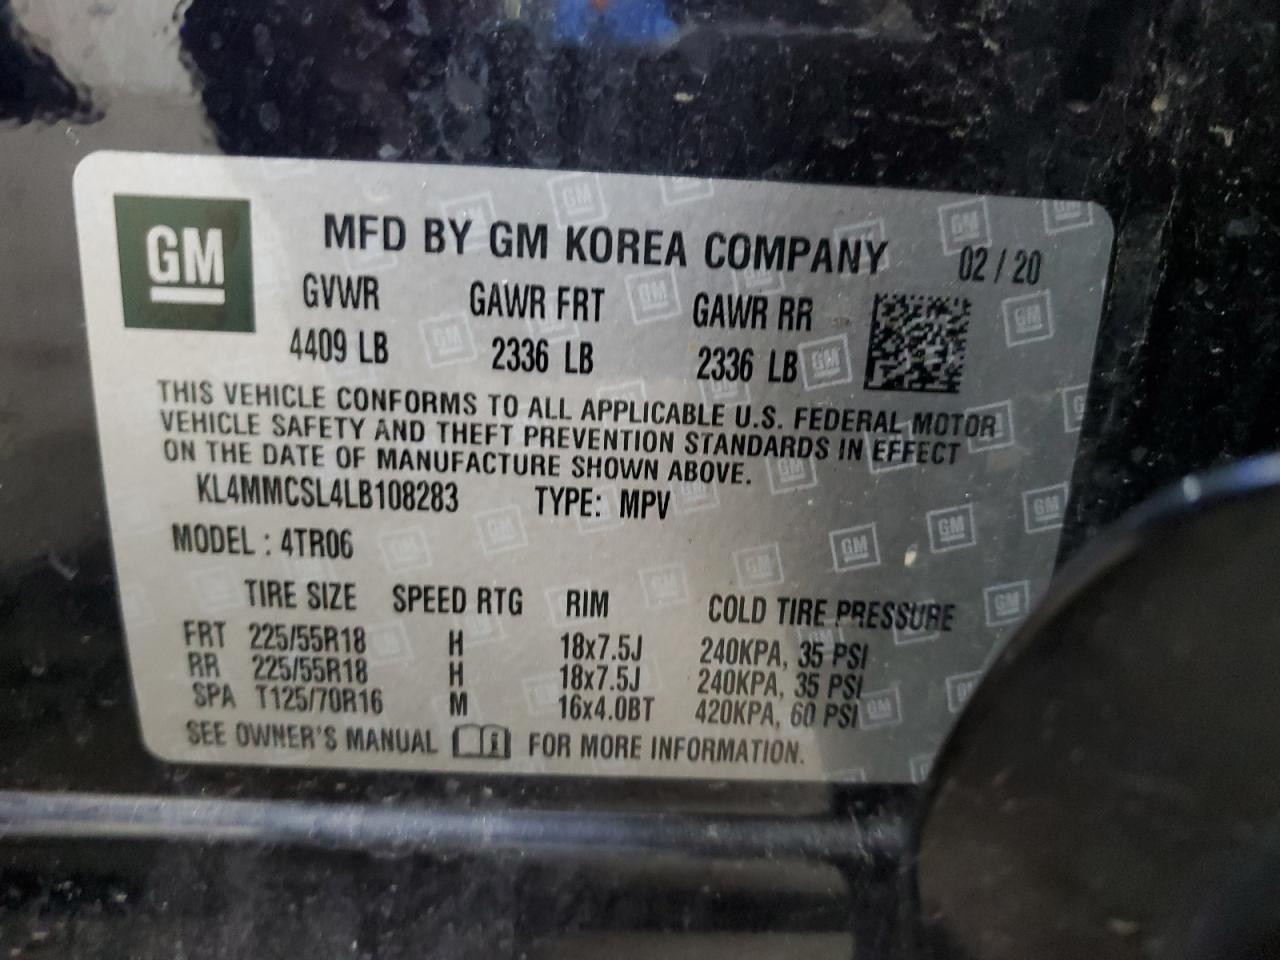 GM
MFD BY GM KOREA COMPANY 02 / 20
GVWR GAWR FRT GAWR RR
4409 LB 2336 LB 2336 LB
THIS VEHICLE CONFORMS TO ALL APPLICABLE U.S. FEDERAL MOTOR
VEHICLE SAFETY AND THEFT PREVENTION STANDARDS IN EFFECT
ON THE DATE OF MANUFACTURE SHOWN ABOVE.
KL4MMCSL4LB108283 TYPE: MPV
MODEL : 4TR06
TIRE SIZE SPEED RTG RIM COLD TIRE PRESSURE
FRT 225/55R18 H 18x7.5J 240KPA, 35 PSI
RR 225/55R18 H 18x7.5J 240KPA, 35 PSI
SPA T125/70R16 M 16x4.0BT 420KPA, 60 PSI
SEE OWNER'S MANUAL FOR MORE INFORMATION.